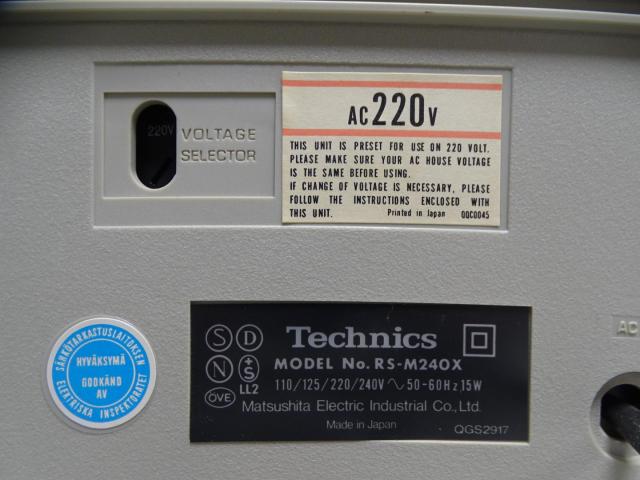 220V
VOLTAGE
SELECTOR
AC 220V
THIS UNIT IS PRESET FOR USE ON 220 VOLT.
PLEASE MAKE SURE YOUR AC HOUSE VOLTAGE
IS THE SAME BEFORE USING.
IF CHANGE OF VOLTAGE IS NECESSARY, PLEASE
FOLLOW THE INSTRUCTIONS ENCLOSED WITH
THIS UNIT. Printed in Japan QQC0045
SÄHKÖTARKASTUSLAITOKSEN
HYVÄKSYMÄ
GODKÄND
AV
ELEKTRISKA INSPEKTORATET
S D
Technics
N +S
MODEL No. RS-M240X
LL2
110/125/220/240V ~ 50-60Hz 15W
OVE
Matsushita Electric Industrial Co., Ltd.
Made in Japan
QGS2917
AC